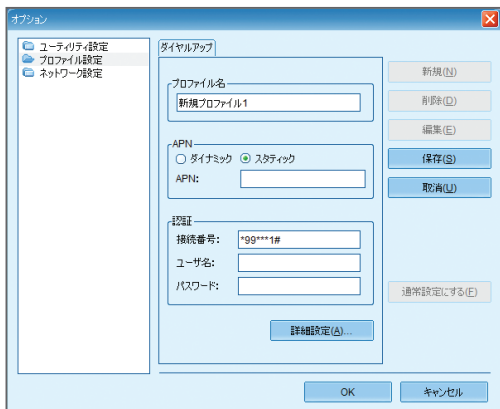 オプション
ユーティリティ設定
プロファイル設定
ネットワーク設定
ダイヤルアップ
プロファイル名
新規プロファイル1
APN
ダイナミック スタティック
APN:
認証
接続番号: *99***1#
ユーザ名:
パスワード:
詳細設定(A)...
新規(N)
削除(D)
編集(E)
保存(S)
取消(U)
通常設定にする(F)
OK キャンセル